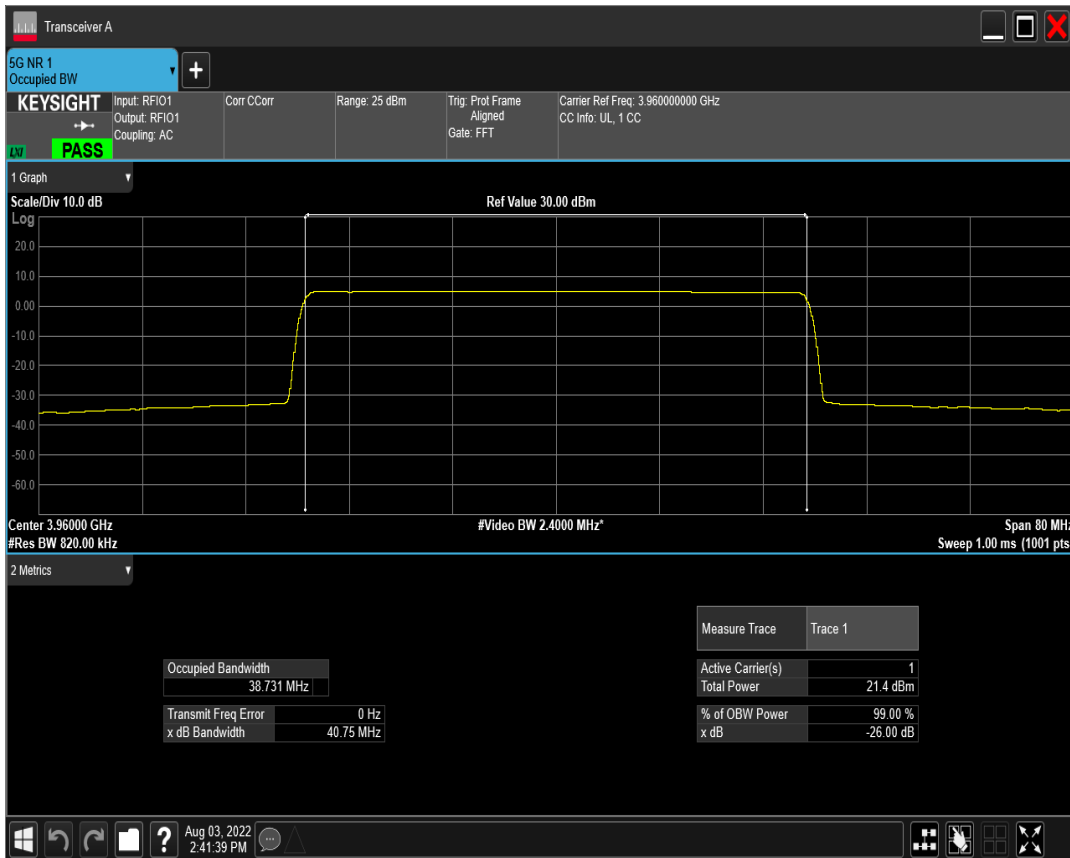 Transceiver A
5G NR 1
Occupied BW
+
KEYSIGHT
LXI
PASS
Input: RFIO1
Output: RFIO1
Coupling: AC
Corr CCorr
Range: 25 dBm
Trig: Prot Frame
Aligned
Gate: FFT
Carrier Ref Freq: 3.960000000 GHz
CC Info: UL, 1 CC
1 Graph
Scale/Div 10.0 dB
Ref Value 30.00 dBm
Log
20.0
10.0
0.00
-10.0
-20.0
-30.0
-40.0
-50.0
-60.0
Center 3.96000 GHz
#Video BW 2.4000 MHz*
Span 80 MHz
#Res BW 820.00 kHz
Sweep 1.00 ms (1001 pts
2 Metrics
Measure Trace Trace 1
Occupied Bandwidth
38.731 MHz
Active Carrier(s) 1
Total Power 21.4 dBm
Transmit Freq Error 0 Hz
x dB Bandwidth 40.75 MHz
% of OBW Power 99.00 %
x dB -26.00 dB
?
Aug 03, 2022
2:41:39 PM